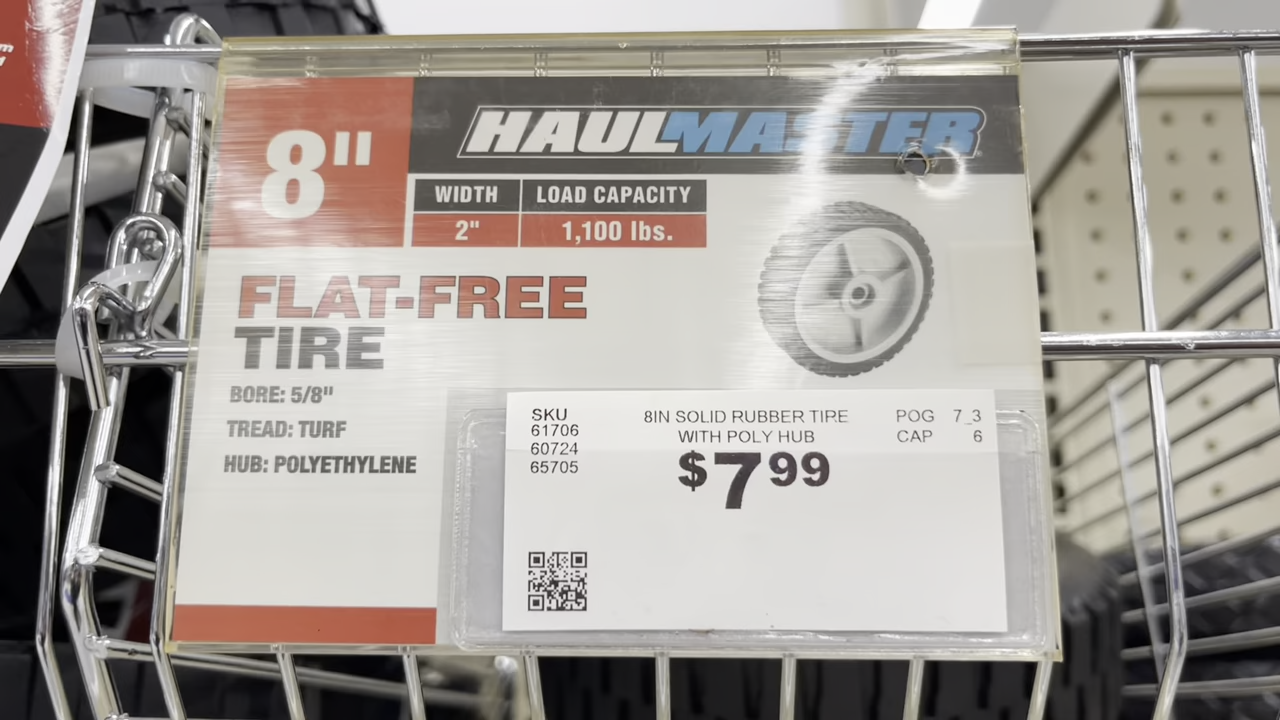 8"
HAULMASTER
WIDTH LOAD CAPACITY
2" 1,100 lbs.
FLAT-FREE
TIRE
BORE: 5/8"
TREAD: TURF
HUB: POLYETHYLENE
SKU
61706
60724
65705
8IN SOLID RUBBER TIRE
WITH POLY HUB
$7 99
POG 7_3
CAP 6